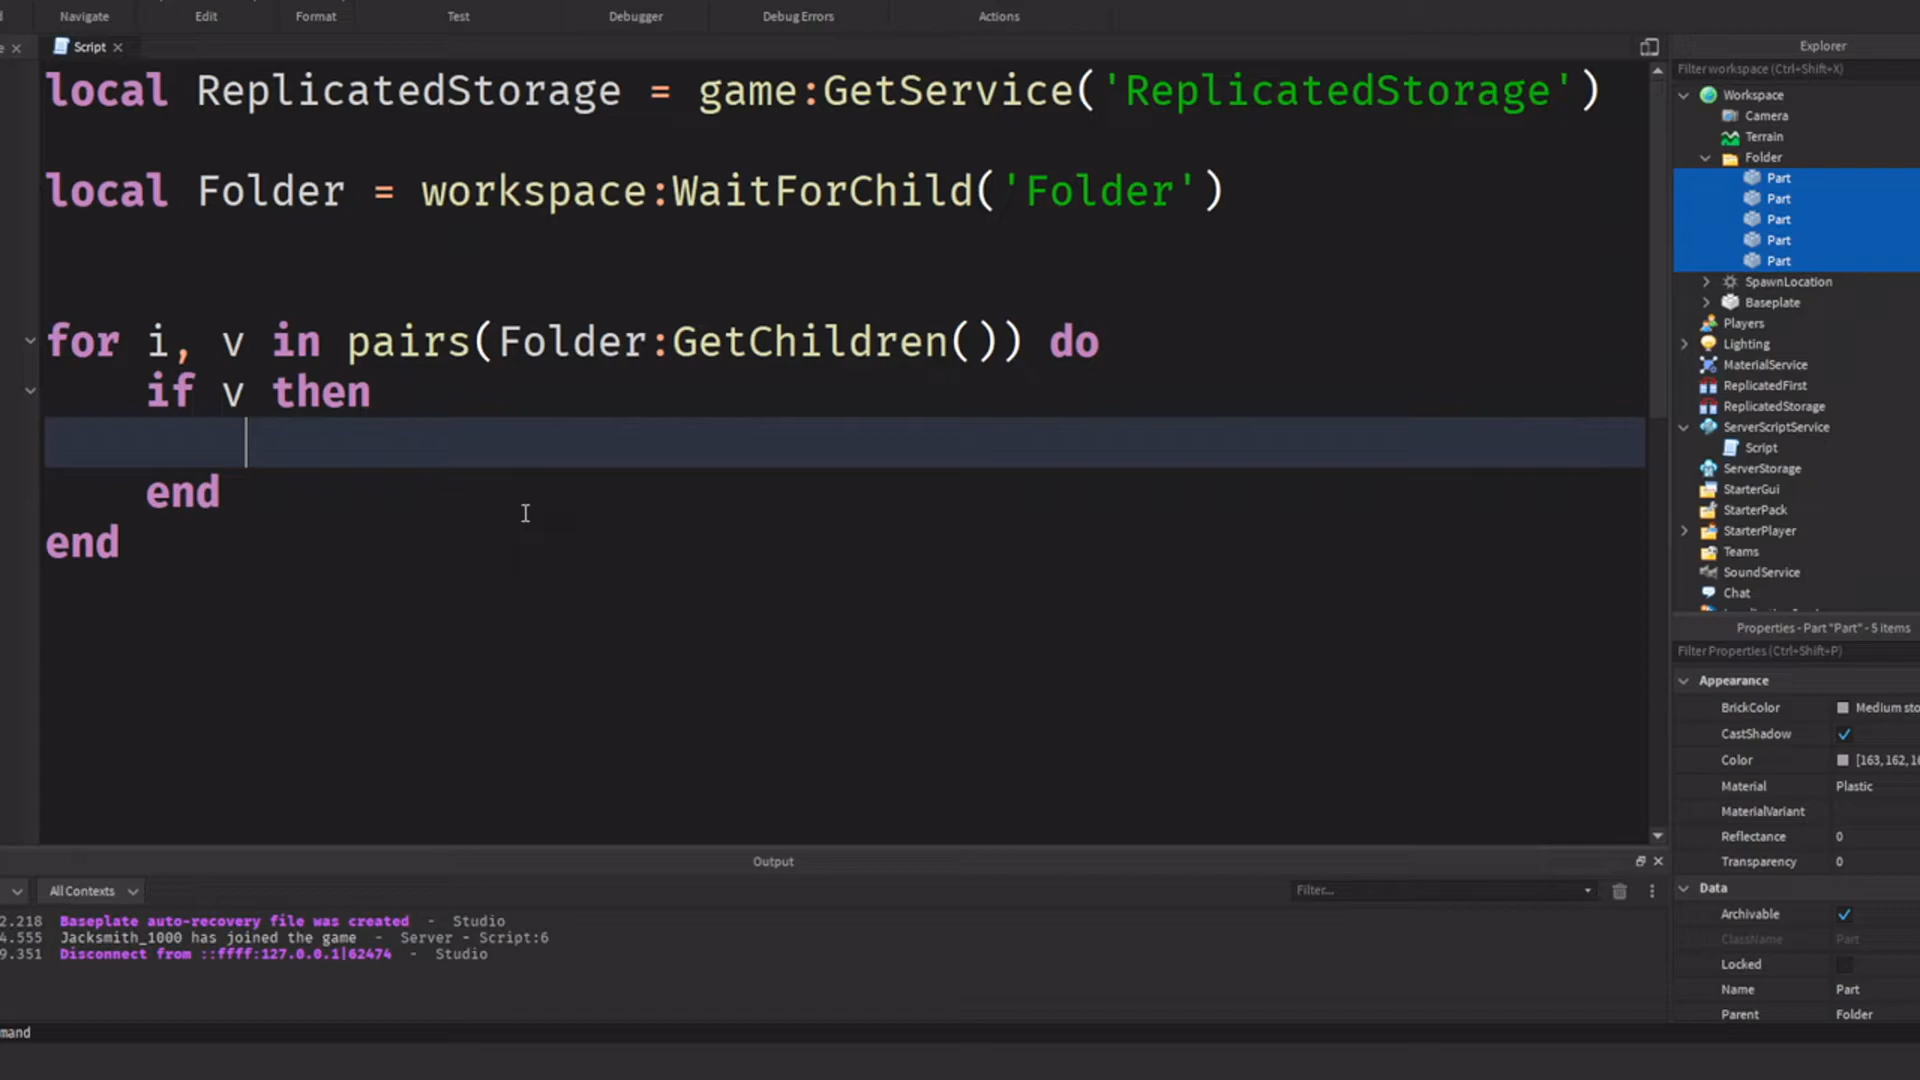 Navigate Edit Format Test Debugger Debug Errors Actions
Script
local ReplicatedStorage = game:GetService('ReplicatedStorage')
local Folder = workspace:WaitForChild('Folder')
for i, v in pairs(Folder:GetChildren()) do
if v then
end
end
Explorer
Filter workspace (Ctrl+Shift+X)
Workspace
Camera
Terrain
Folder
Part
Part
Part
Part
Part
SpawnLocation
Baseplate
Players
Lighting
MaterialService
ReplicatedFirst
ReplicatedStorage
ServerScriptService
Script
ServerStorage
StarterGui
StarterPack
StarterPlayer
Teams
SoundService
Chat
Properties - Part "Part" - 5 items
Filter Properties (Ctrl+Shift+P)
Appearance
BrickColor Medium sto
CastShadow
Color [163, 162, 16
Material Plastic
MaterialVariant
Reflectance 0
Transparency 0
Data
Archivable
ClassName Part
Locked
Name Part
Parent Folder
Output
All Contexts Filter...
2.218 Baseplate auto-recovery file was created - Studio
4.555 Jacksmith_1000 has joined the game - Server - Script:6
9.351 Disconnect from ::ffff:127.0.0.1|62474 - Studio
mand